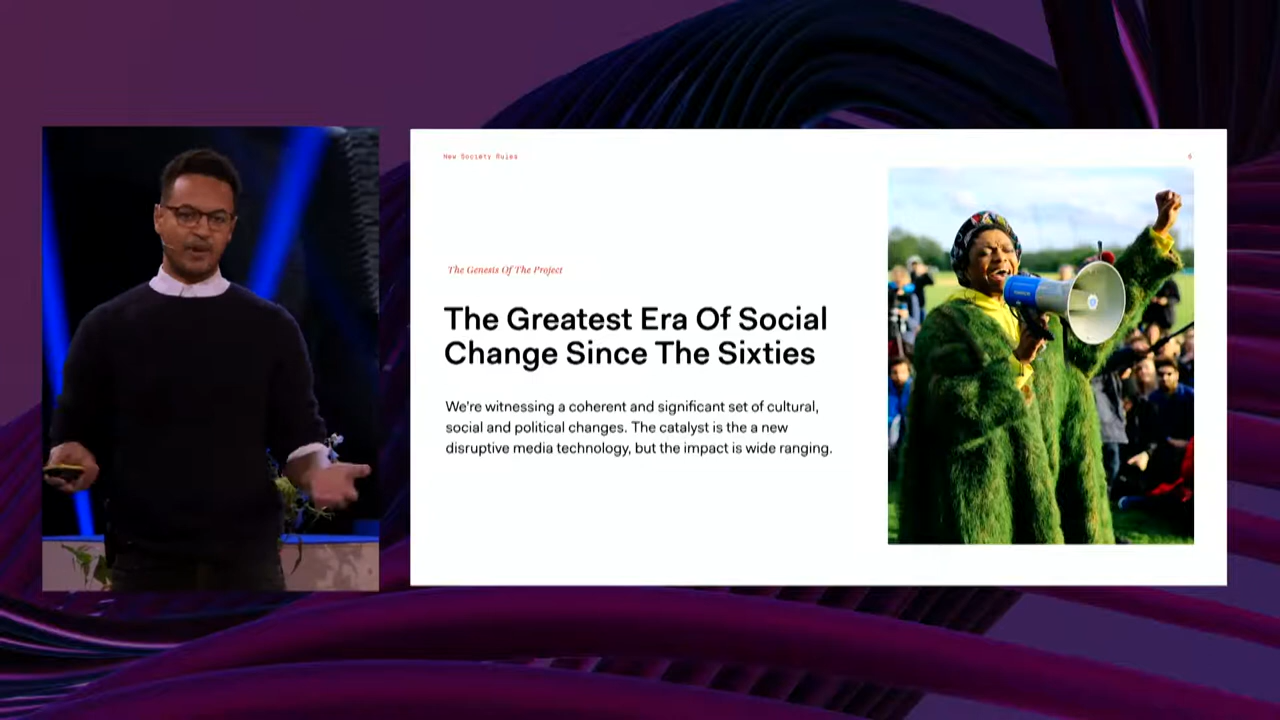 New Society Rules
6
The Genesis Of The Project
The Greatest Era Of Social
Change Since The Sixties
We're witnessing a coherent and significant set of cultural,
social and political changes. The catalyst is the a new
disruptive media technology, but the impact is wide ranging.